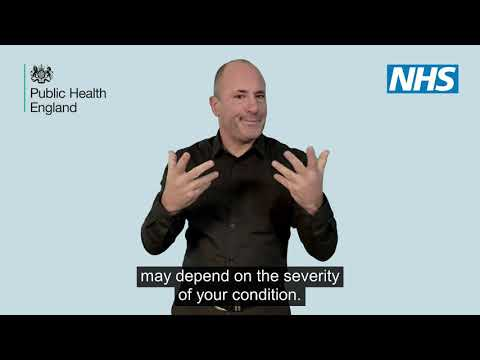 Public Health
England
NHS
may depend on the severity
of your condition.